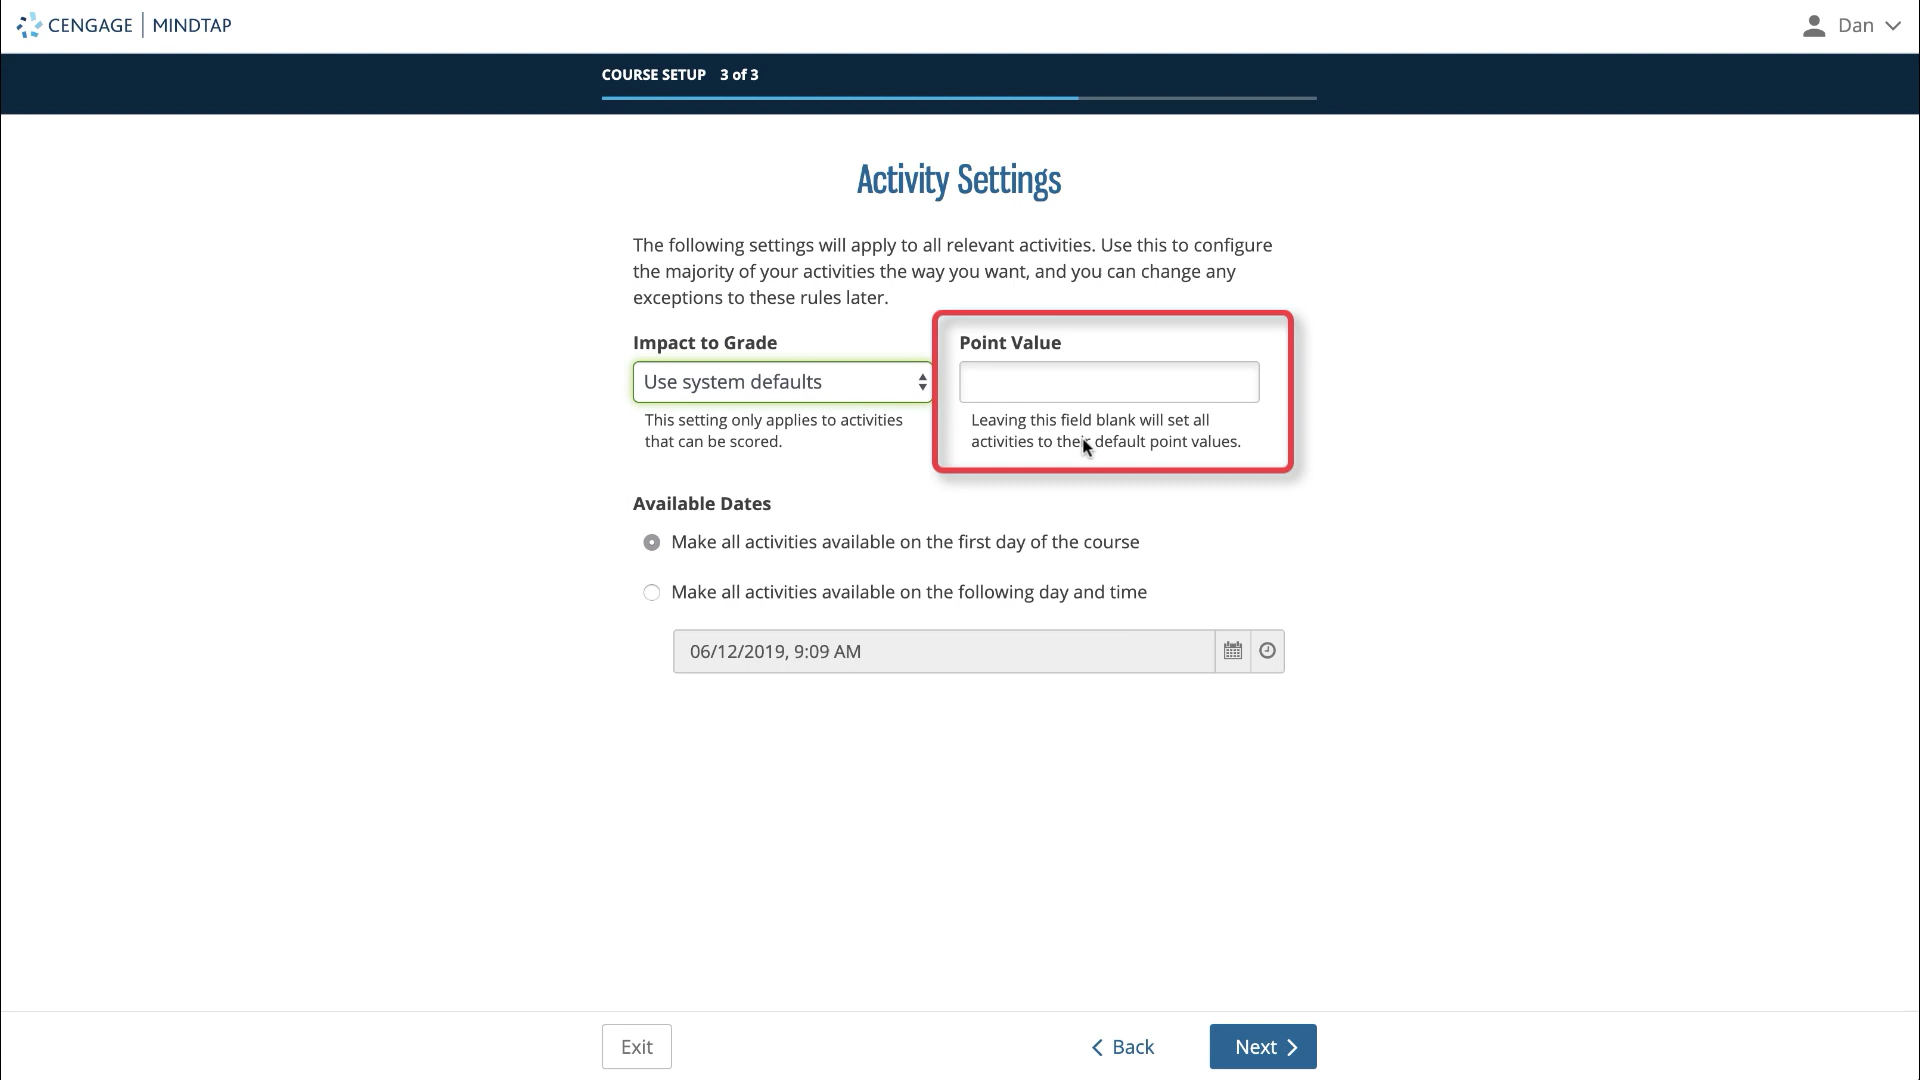 CENGAGE | MINDTAP
Dan
COURSE SETUP 3 of 3
Activity Settings
The following settings will apply to all relevant activities. Use this to configure
the majority of your activities the way you want, and you can change any
exceptions to these rules later.
Impact to Grade
Use system defaults
This setting only applies to activities
that can be scored.
Point Value
Leaving this field blank will set all
activities to their default point values.
Available Dates
Make all activities available on the first day of the course
Make all activities available on the following day and time
06/12/2019, 9:09 AM
Exit
Back
Next